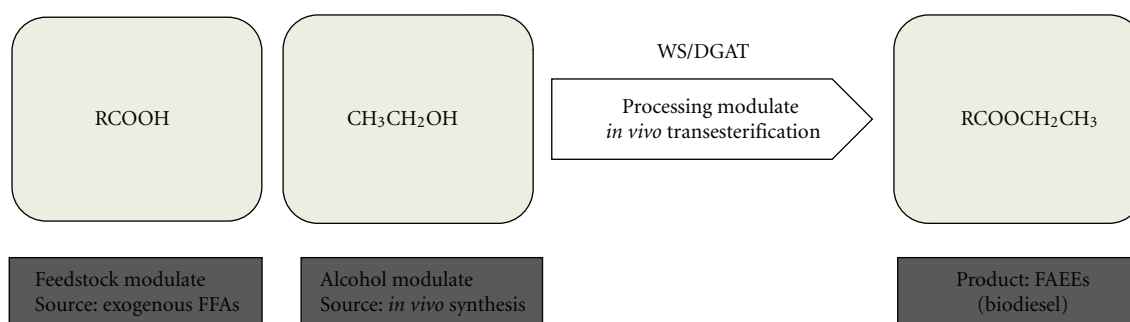 RCOOH
CH₃CH₂OH
WS/DGAT
Processing modulate
in vivo transesterification
RCOOCH₂CH₃
Feedstock modulate
Source: exogenous FFAs
Alcohol modulate
Source: in vivo synthesis
Product: FAEEs
(biodiesel)